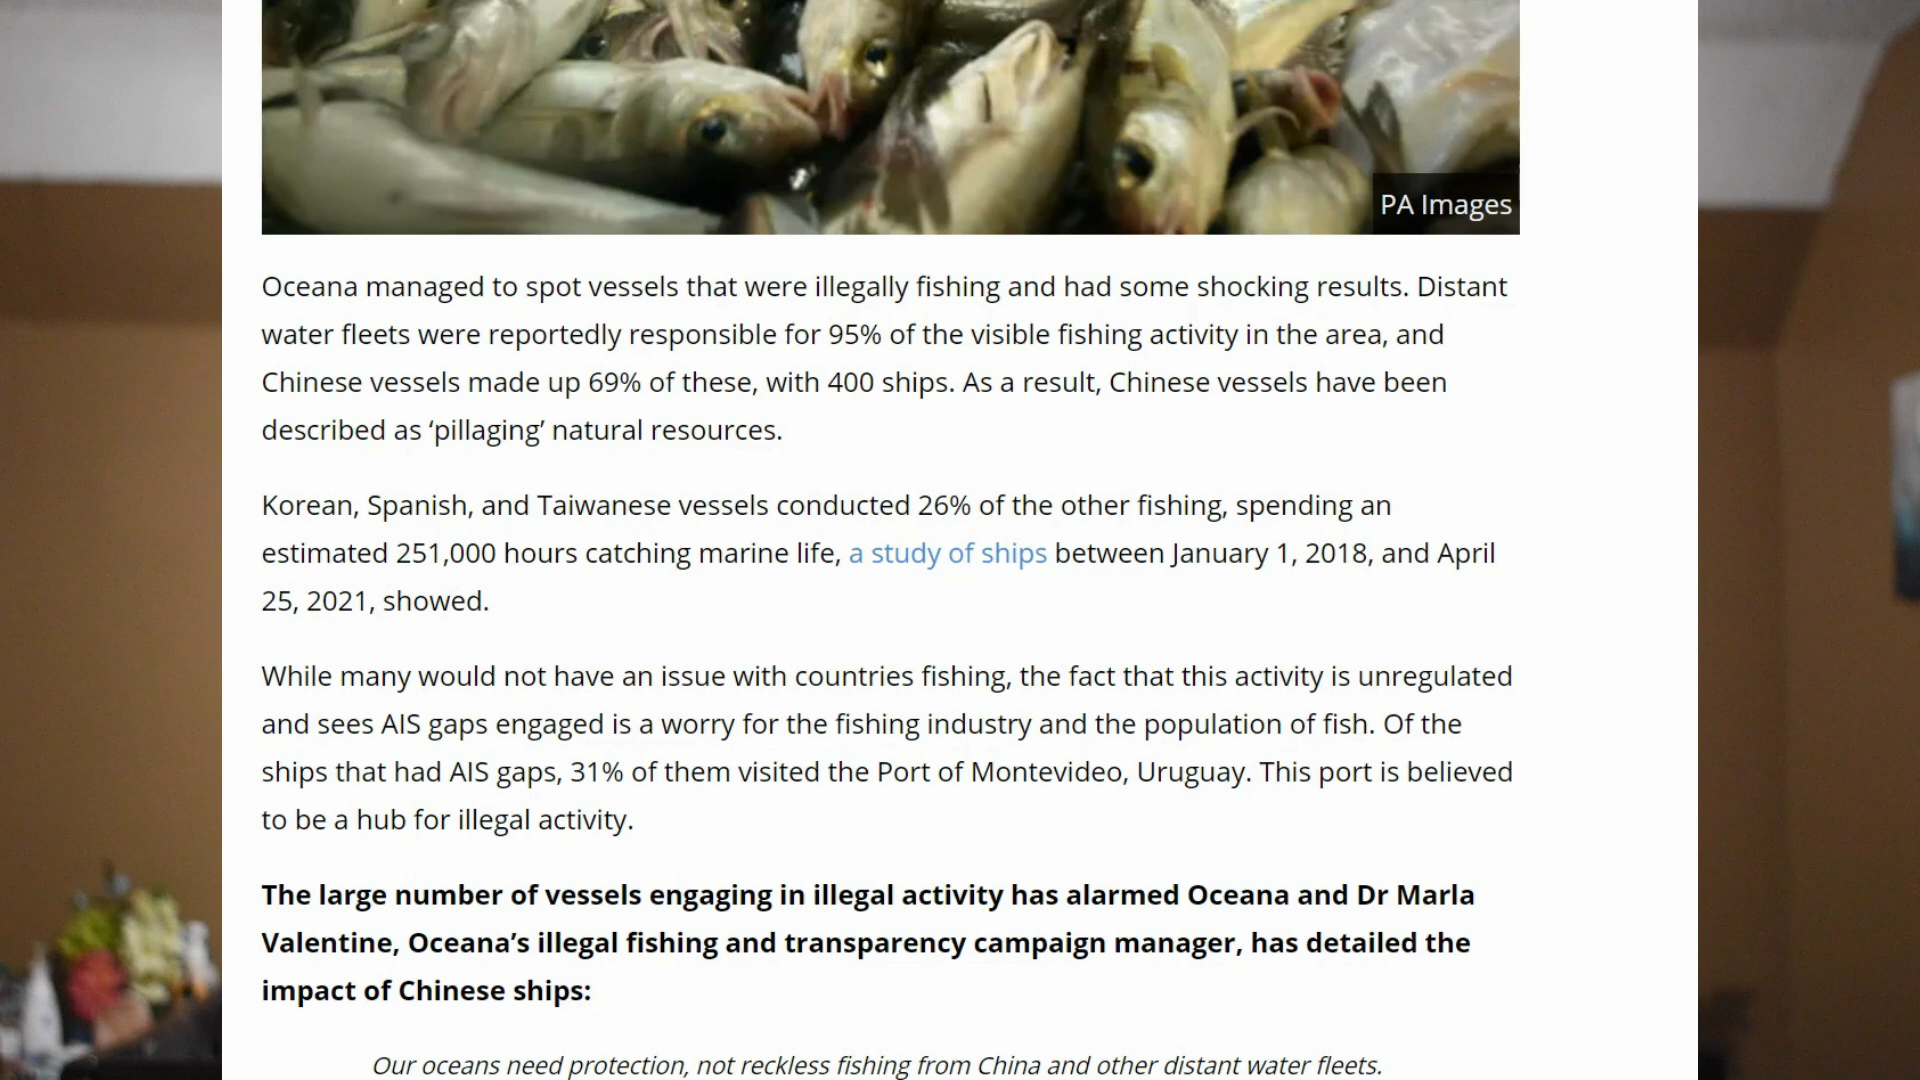 PA Images
Oceana managed to spot vessels that were illegally fishing and had some shocking results. Distant
water fleets were reportedly responsible for 95% of the visible fishing activity in the area, and
Chinese vessels made up 69% of these, with 400 ships. As a result, Chinese vessels have been
described as ‘pillaging’ natural resources.
Korean, Spanish, and Taiwanese vessels conducted 26% of the other fishing, spending an
estimated 251,000 hours catching marine life, a study of ships between January 1, 2018, and April
25, 2021, showed.
While many would not have an issue with countries fishing, the fact that this activity is unregulated
and sees AIS gaps engaged is a worry for the fishing industry and the population of fish. Of the
ships that had AIS gaps, 31% of them visited the Port of Montevideo, Uruguay. This port is believed
to be a hub for illegal activity.
The large number of vessels engaging in illegal activity has alarmed Oceana and Dr Marla
Valentine, Oceana’s illegal fishing and transparency campaign manager, has detailed the
impact of Chinese ships:
Our oceans need protection, not reckless fishing from China and other distant water fleets.